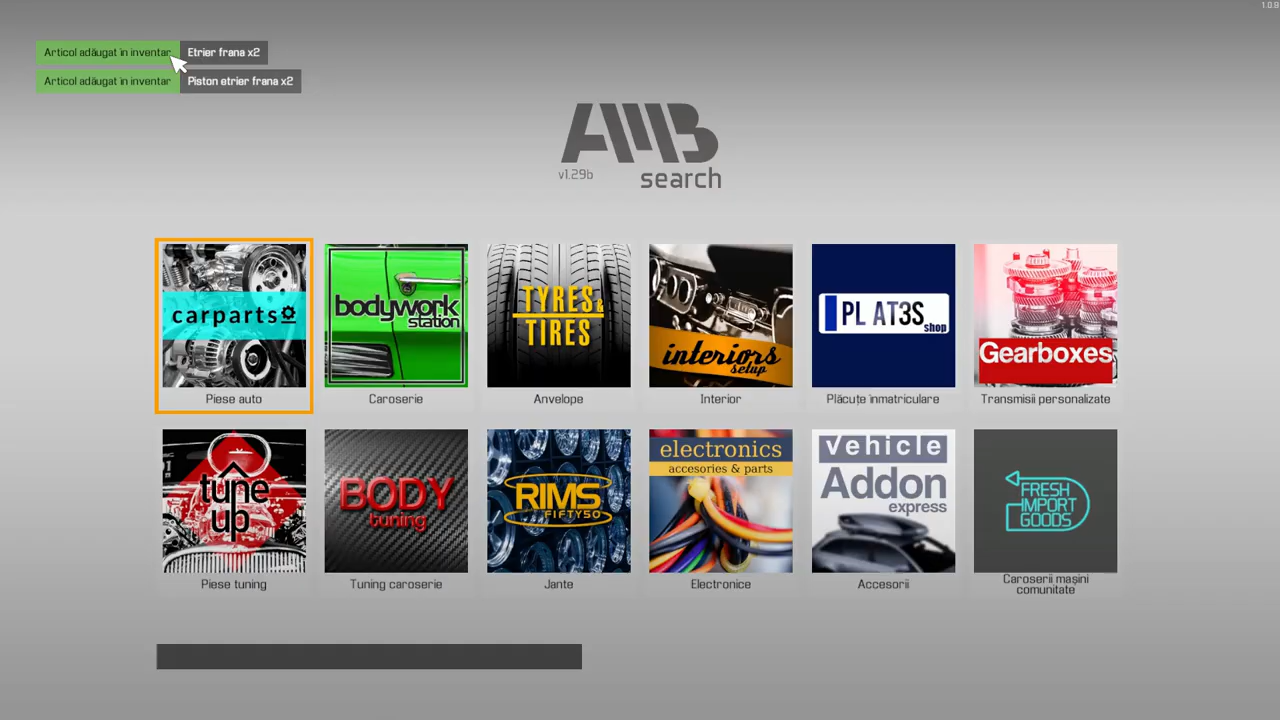 1.0.8
Articol adăugat în inventar Etrier frana x2
Articol adăugat în inventar Piston etrier frana x2
AMB
v1.29b search
carparts
bodywork
station
TYRES &
TIRES
interiors
setup
PL AT3S
shop
Gearboxes
Piese auto
Caroserie
Anvelope
Interior
Plăcuțe înmatriculare
Transmisii personalizate
tune
up
BODY
tuning
RIMS
FIFTY50
electronics
accesories & parts
vehicle
Addon
express
FRESH
IMPORT
GOODS
Piese tuning
Tuning caroserie
Jante
Electronice
Accesorii
Caroserii mașini
comunitate